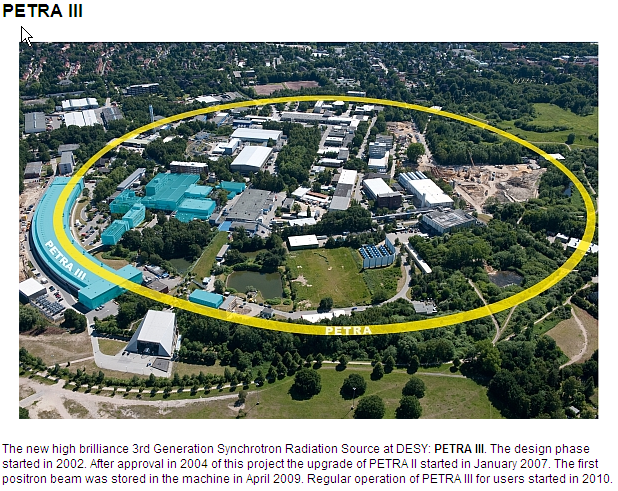 PETRA III
PETRA III
PETRA
The new high brilliance 3rd Generation Synchrotron Radiation Source at DESY: PETRA III. The design phase
started in 2002. After approval in 2004 of this project the upgrade of PETRA II started in January 2007. The first
positron beam was stored in the machine in April 2009. Regular operation of PETRA III for users started in 2010.